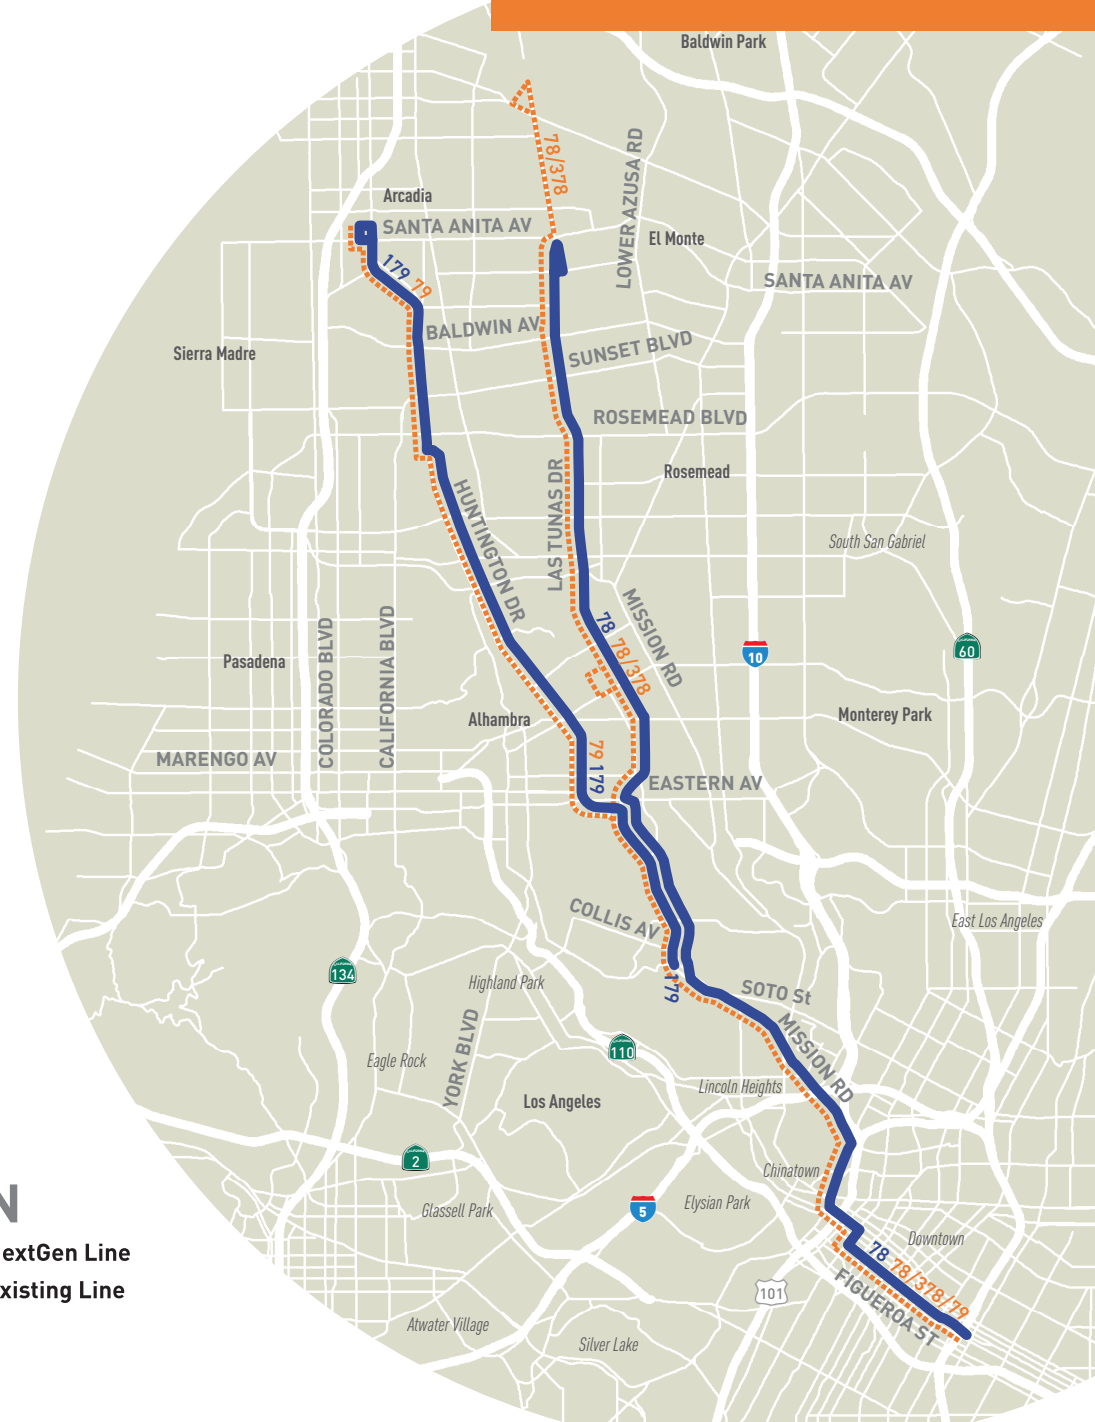 Baldwin Park
78/378
LOWER AZUSA RD
Arcadia
SANTA ANITA AV
El Monte
179 79
SANTA ANITA AV
BALDWIN AV
Sierra Madre
SUNSET BLVD
ROSEMEAD BLVD
Rosemead
HUNTINGTON DR
LAS TUNAS DR
South San Gabriel
MISSION RD
78 78/378
COLORADO BLVD
CALIFORNIA BLVD
Pasadena
10
60
Alhambra
Monterey Park
MARENGO AV
79 179
EASTERN AV
COLLIS AV
East Los Angeles
134
Highland Park
179
SOTO St
MISSION RD
YORK BLVD
Eagle Rock
110
Lincoln Heights
Los Angeles
2
Chinatown
Glassell Park
5
Elysian Park
Downtown
78 78/378/79
FIGUEROA ST
101
Atwater Village
Silver Lake
N
extGen Line
xisting Line